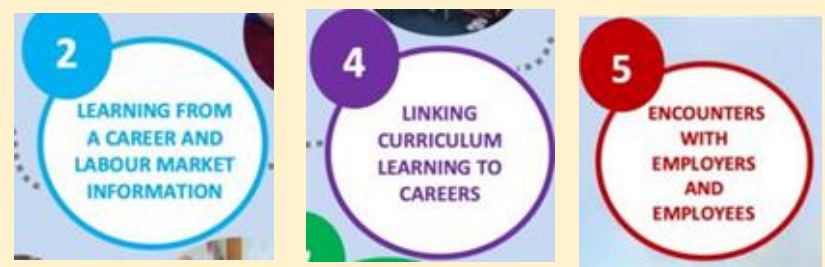 2
LEARNING FROM
A CAREER AND
LABOUR MARKET
INFORMATION
4
LINKING
CURRICULUM
LEARNING TO
CAREERS
5
ENCOUNTERS
WITH
EMPLOYERS
AND
EMPLOYEES